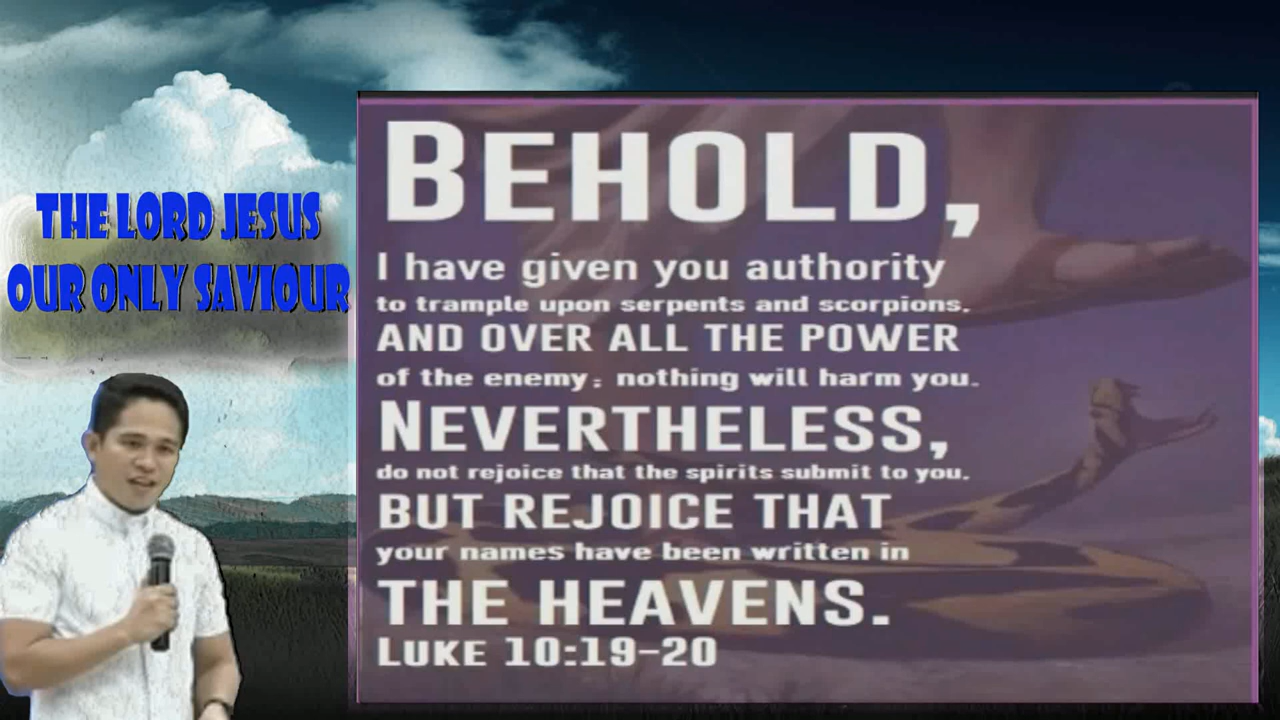 THE LORD JESUS
OUR ONLY SAVIOUR
BEHOLD,
I have given you authority
to trample upon serpents and scorpions.
AND OVER ALL THE POWER
of the enemy; nothing will harm you.
NEVERTHELESS,
do not rejoice that the spirits submit to you.
BUT REJOICE THAT
your names have been written in
THE HEAVENS.
LUKE 10:19-20